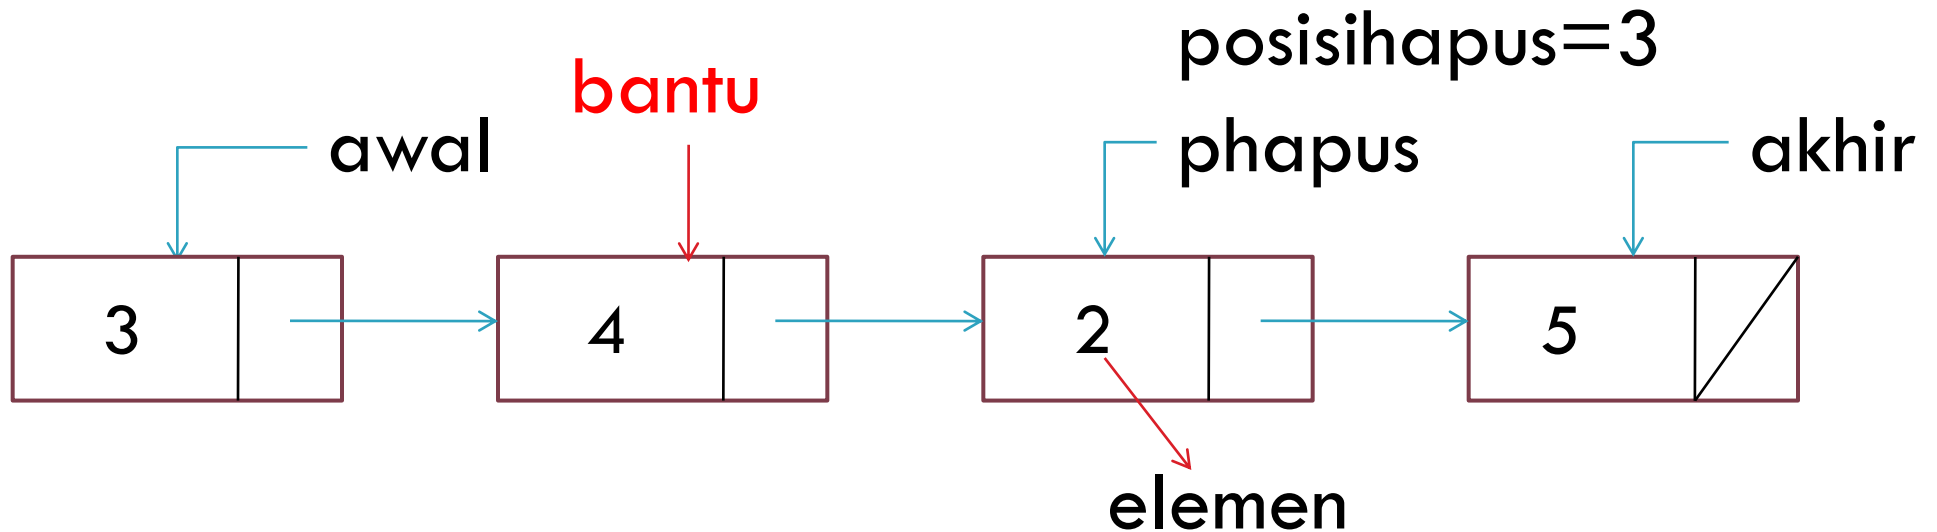 posisihapus=3
bantu
awal
phapus
akhir
3
4
2
5
elemen